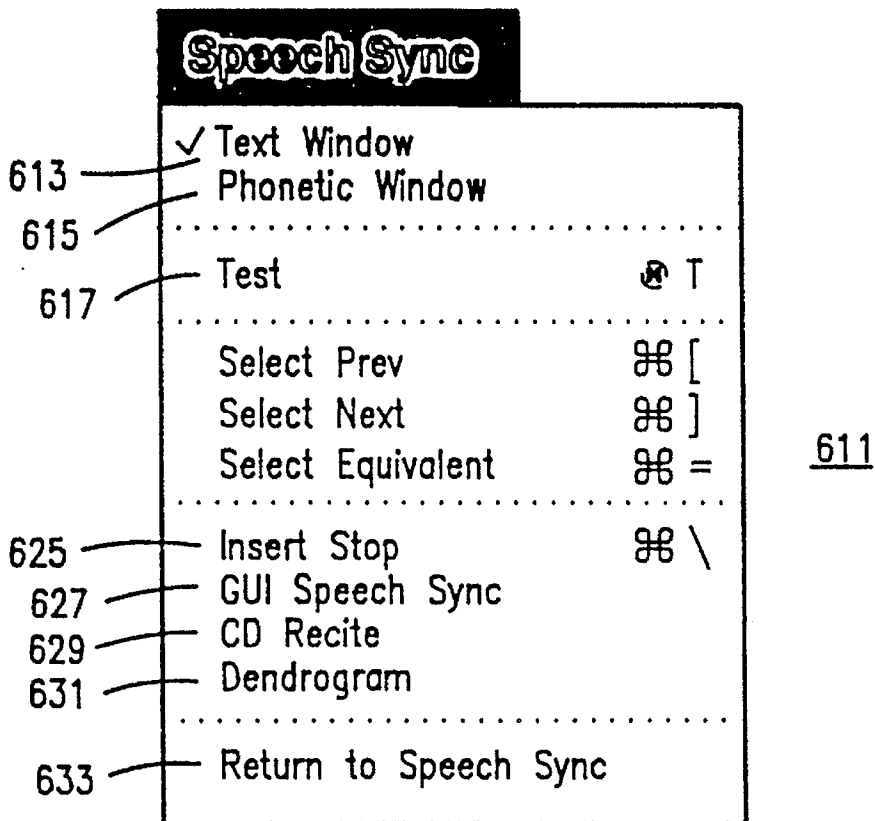 Speech Sync
✓ Text Window
613
Phonetic Window
615
Test ⌘ T
617
Select Prev ⌘ [
Select Next ⌘ ]
611
Select Equivalent ⌘ =
Insert Stop ⌘ \
625
GUI Speech Sync
627
CD Recite
629
Dendrogram
631
Return to Speech Sync
633